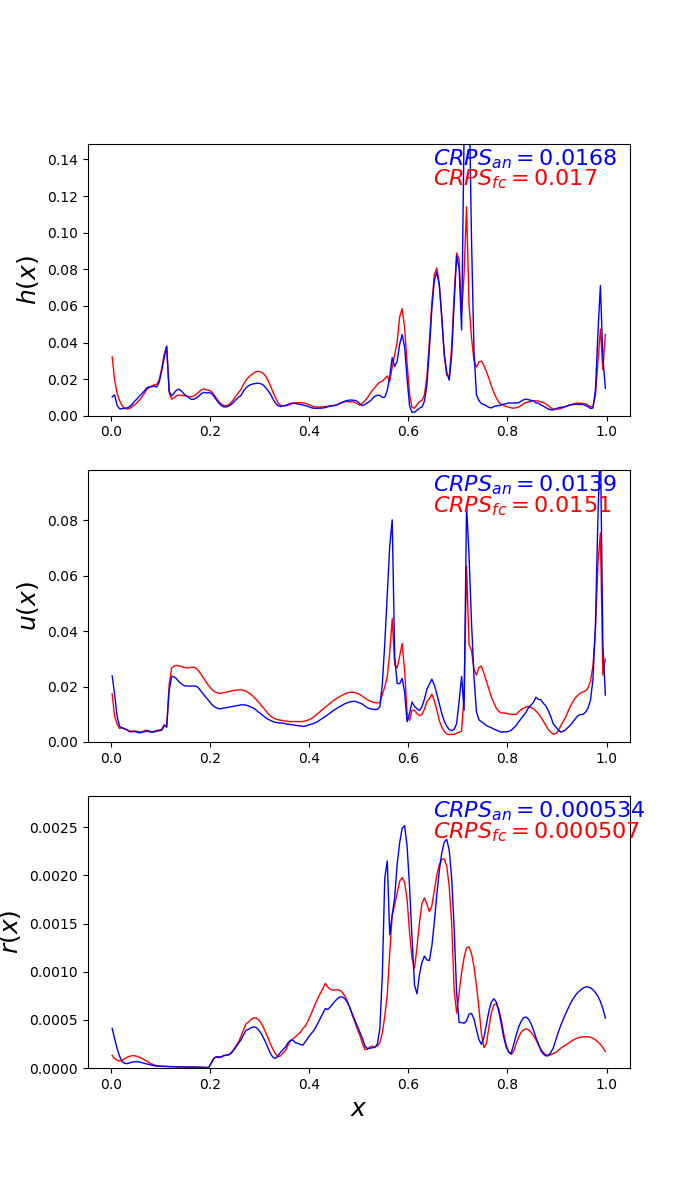 0.14
0.12
0.10
0.08
0.06
0.04
0.02
0.00
h(x)
CRPS_an = 0.0168
CRPS_fc = 0.017
0.0 0.2 0.4 0.6 0.8 1.0
0.08
0.06
0.04
0.02
0.00
u(x)
CRPS_an = 0.0139
CRPS_fc = 0.0151
0.0 0.2 0.4 0.6 0.8 1.0
0.0025
0.0020
0.0015
0.0010
0.0005
0.0000
r(x)
CRPS_an = 0.000534
CRPS_fc = 0.000507
0.0 0.2 0.4 0.6 0.8 1.0
x